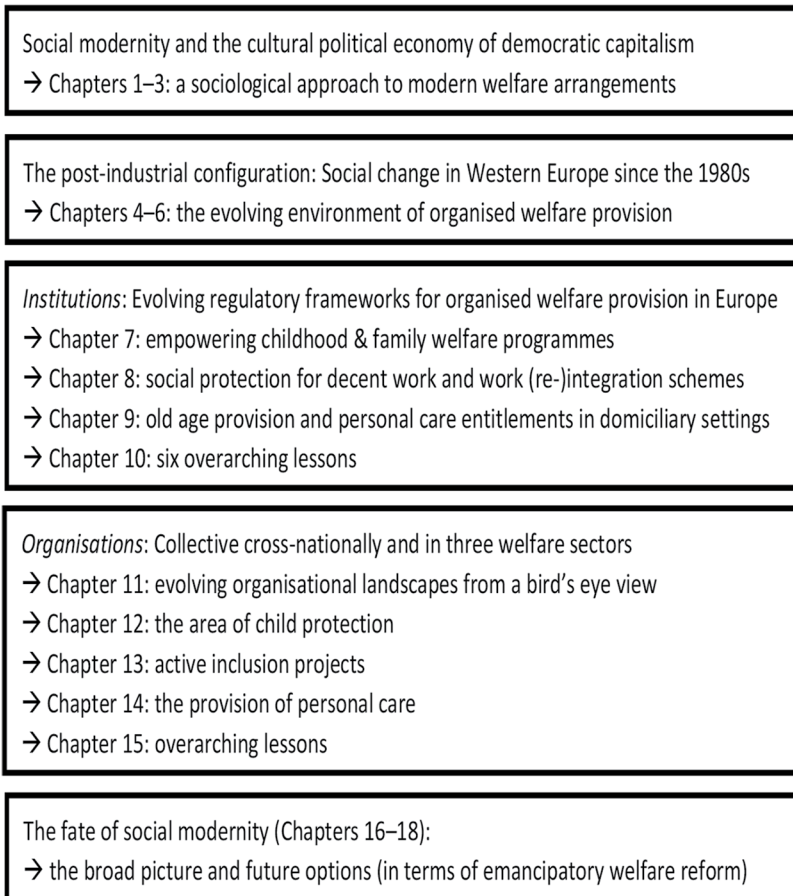 Social modernity and the cultural political economy of democratic capitalism
→ Chapters 1–3: a sociological approach to modern welfare arrangements
The post-industrial configuration: Social change in Western Europe since the 1980s
→ Chapters 4–6: the evolving environment of organised welfare provision
Institutions: Evolving regulatory frameworks for organised welfare provision in Europe
→ Chapter 7: empowering childhood & family welfare programmes
→ Chapter 8: social protection for decent work and work (re-)integration schemes
→ Chapter 9: old age provision and personal care entitlements in domiciliary settings
→ Chapter 10: six overarching lessons
Organisations: Collective cross-nationally and in three welfare sectors
→ Chapter 11: evolving organisational landscapes from a bird’s eye view
→ Chapter 12: the area of child protection
→ Chapter 13: active inclusion projects
→ Chapter 14: the provision of personal care
→ Chapter 15: overarching lessons
The fate of social modernity (Chapters 16–18):
→ the broad picture and future options (in terms of emancipatory welfare reform)